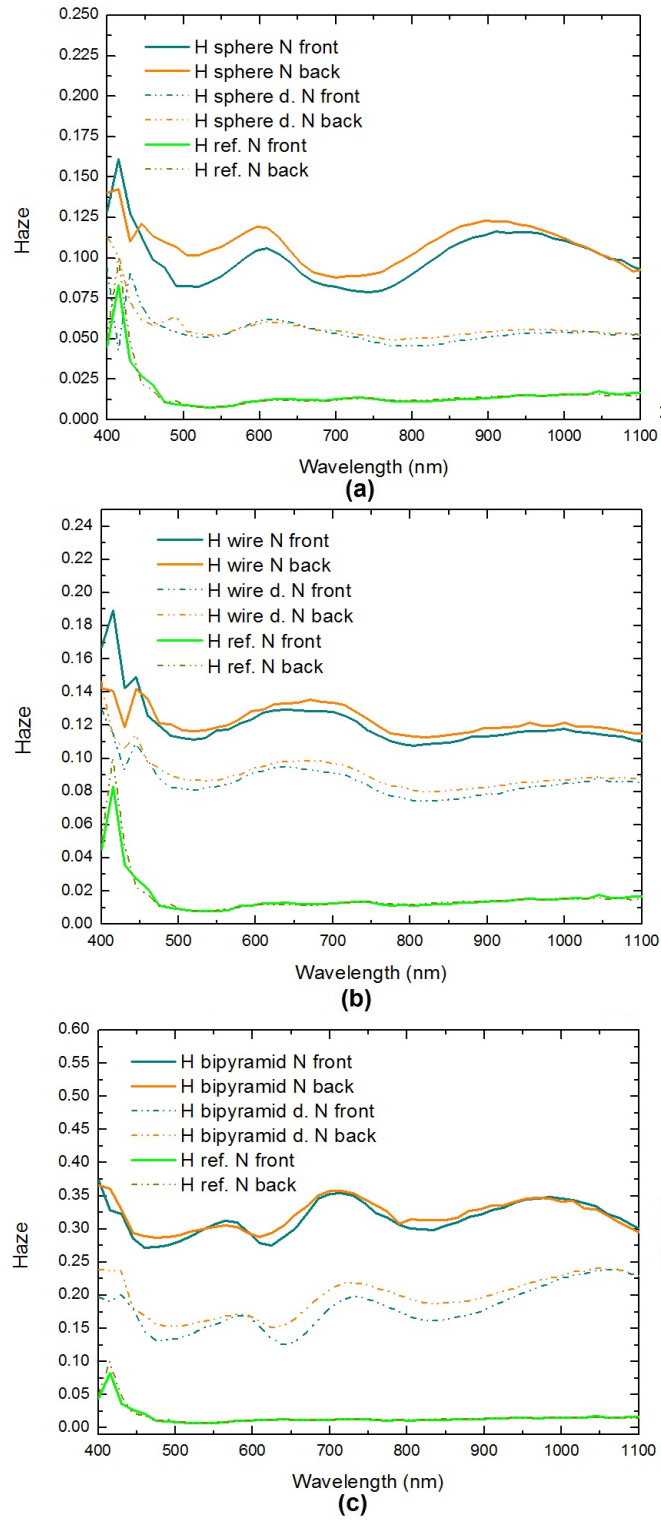 0.250
0.225
0.200
0.175
0.150
0.125
0.100
0.075
0.050
0.025
0.000
Haze
H sphere N front
H sphere N back
H sphere d. N front
H sphere d. N back
H ref. N front
H ref. N back
400 500 600 700 800 900 1000 1100
Wavelength (nm)
(a)
0.24
0.22
0.20
0.18
0.16
0.14
0.12
0.10
0.08
0.06
0.04
0.02
0.00
Haze
H wire N front
H wire N back
H wire d. N front
H wire d. N back
H ref. N front
H ref. N back
400 500 600 700 800 900 1000 1100
Wavelength (nm)
(b)
0.60
0.55
0.50
0.45
0.40
0.35
0.30
0.25
0.20
0.15
0.10
0.05
0.00
Haze
H bipyramid N front
H bipyramid N back
H bipyramid d. N front
H bipyramid d. N back
H ref. N front
H ref. N back
400 500 600 700 800 900 1000 1100
Wavelength (nm)
(c)